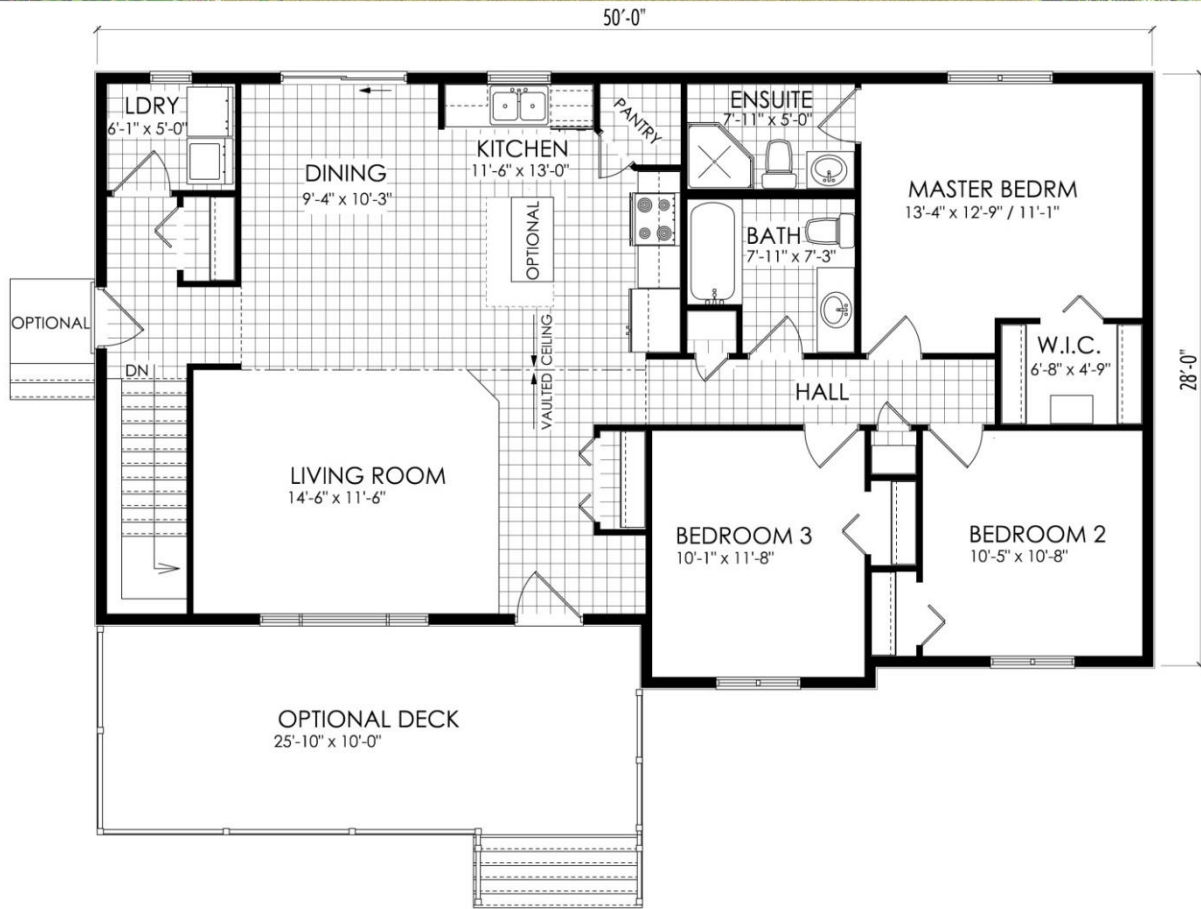 50'-0"
LDRY
6'-1" x 5'-0"
DINING
9'-4" x 10'-3"
KITCHEN
11'-6" x 13'-0"
PANTRY
ENSUITE
7'-11" x 5'-0"
MASTER BEDRM
13'-4" x 12'-9" / 11'-1"
OPTIONAL
BATH
7'-11" x 7'-3"
OPTIONAL
DN
VAULTED CEILING
HALL
W.I.C.
6'-8" x 4'-9"
28'-0"
LIVING ROOM
14'-6" x 11'-6"
BEDROOM 3
10'-1" x 11'-8"
BEDROOM 2
10'-5" x 10'-8"
OPTIONAL DECK
25'-10" x 10'-0"